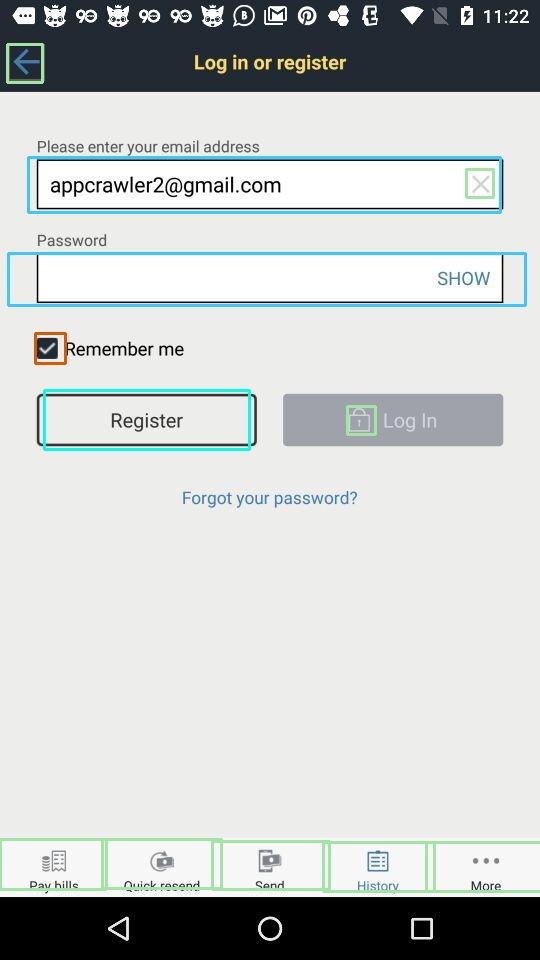 11:22
Log in or register
Please enter your email address
appcrawler2@gmail.com
Password
SHOW
Remember me
Register
Log In
Forgot your password?
Pay bills
Quick resend
Send
History
More